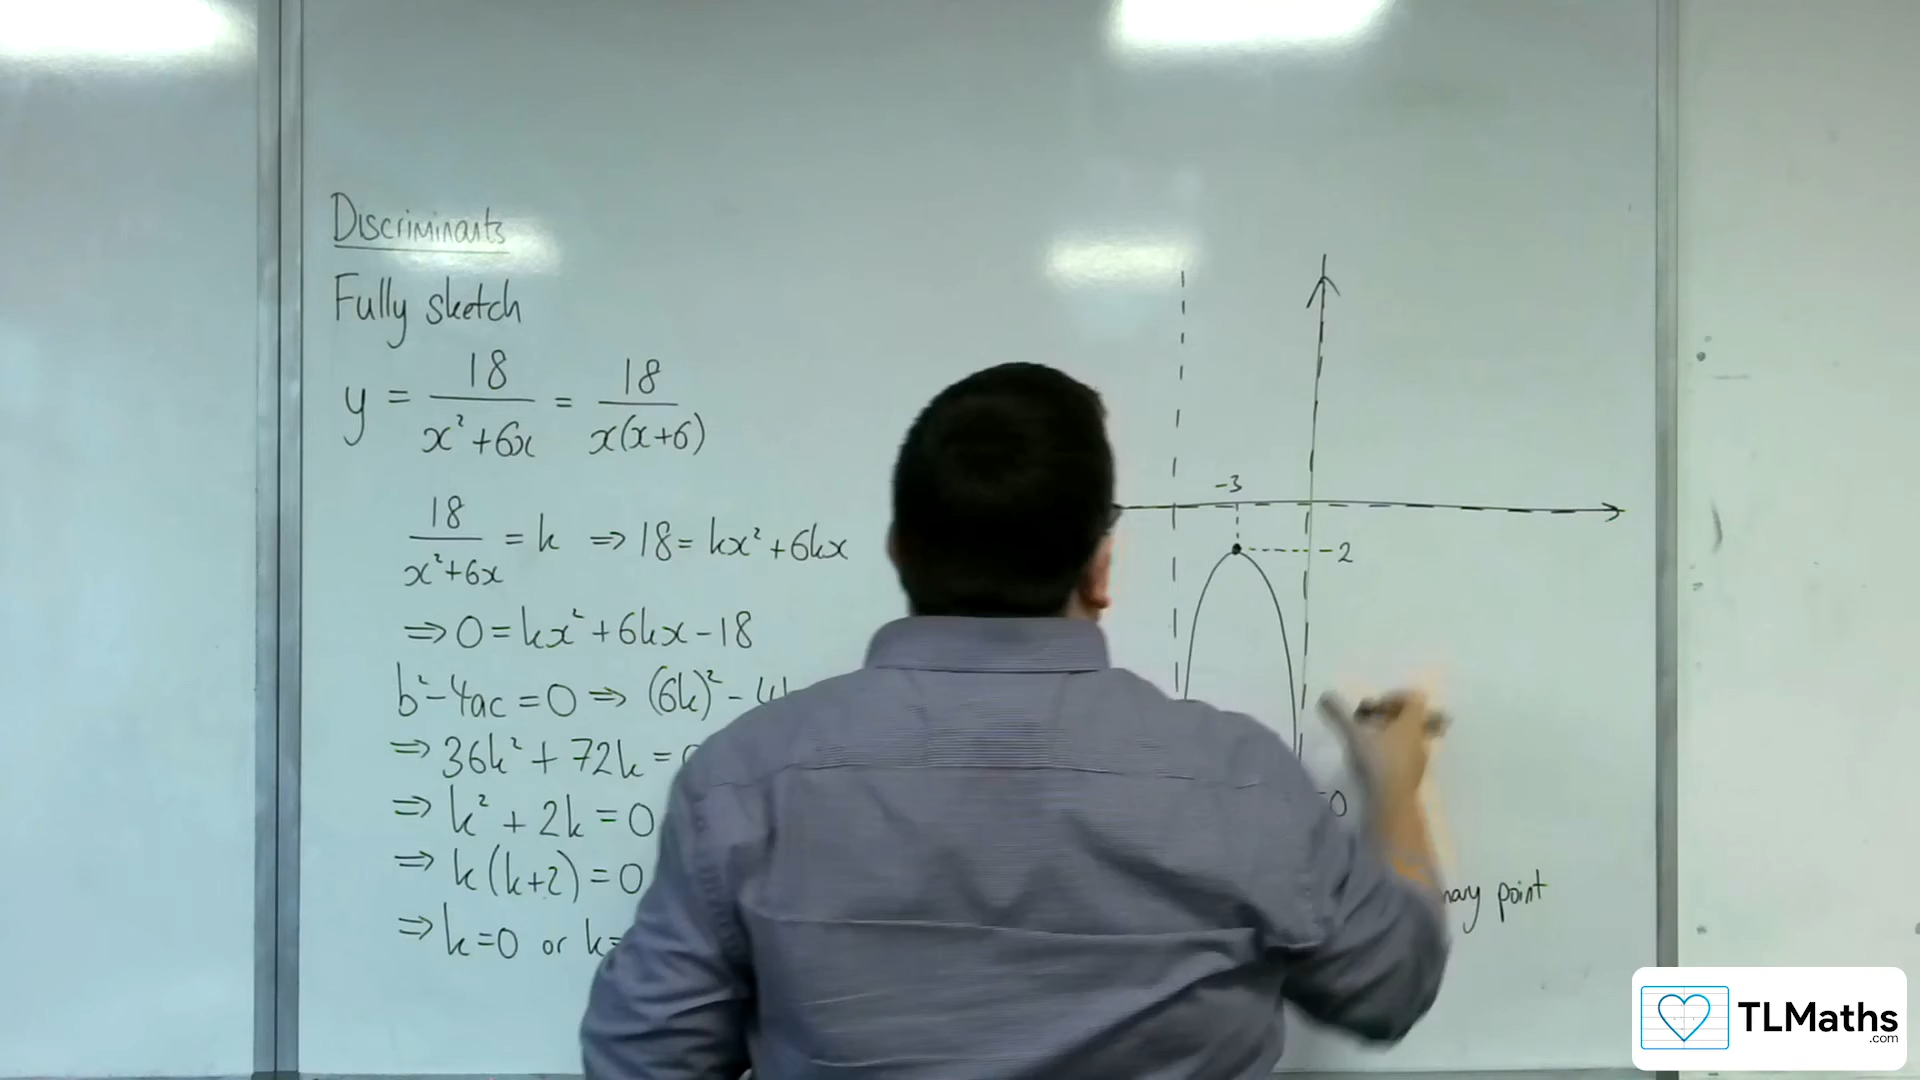 Discriminants
Fully sketch
y = 18/(x²+6x) = 18/(x(x+6))
18/(x²+6x) = k ⇒ 18 = kx² + 6kx
⇒ 0 = kx² + 6kx - 18
b² - 4ac = 0 ⇒ (6k)² - 4
⇒ 36k² + 72k =
⇒ k² + 2k = 0
⇒ k(k+2) = 0
⇒ k=0 or k=
-3
-2
0
point
TLMaths
.com